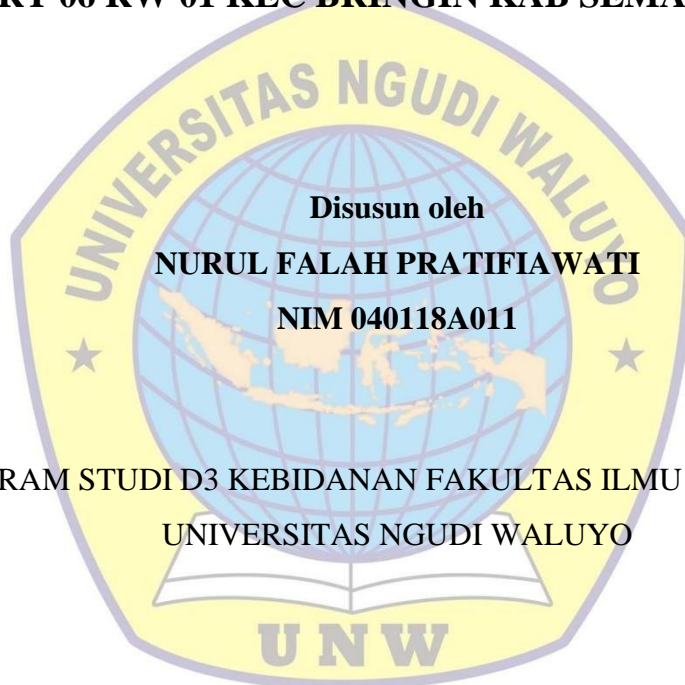 RT 06 RW 01 KEC BRINGIN KAB SEMA
UNIVERSITAS NGUDI WALUYO
Disusun oleh
NURUL FALAH PRATIFIAWATI
NIM 040118A011
RAM STUDI D3 KEBIDANAN FAKULTAS ILMU
UNIVERSITAS NGUDI WALUYO
UNW